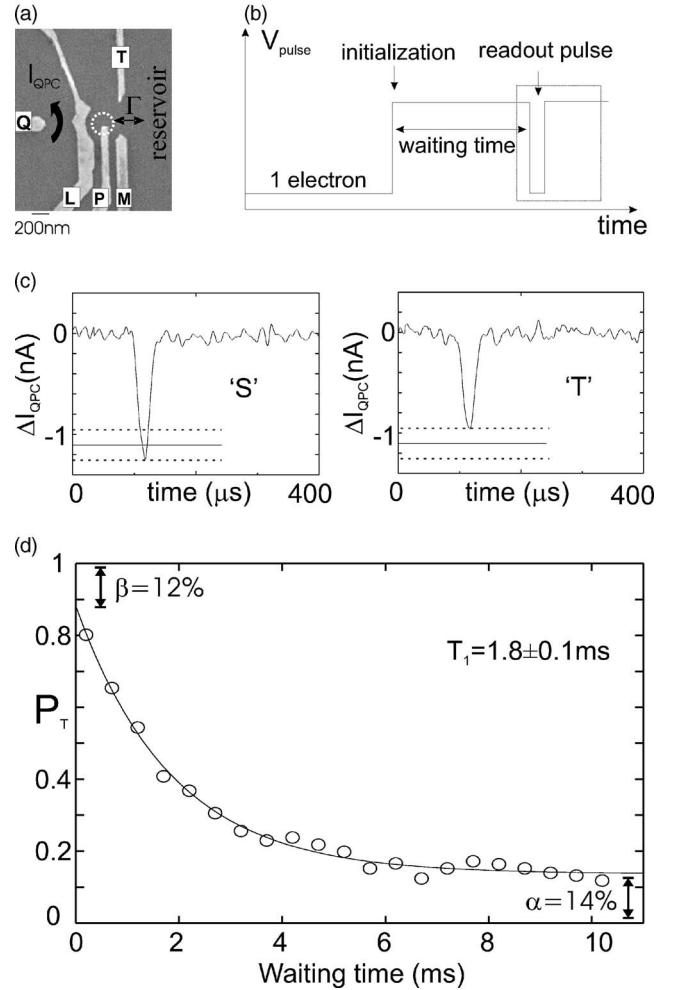 (a)
T
I_QPC
Γ
reservoir
Q
L
P
M
200nm
(b)
V_pulse
initialization
readout pulse
waiting time
1 electron
time
(c)
0
-1
ΔI_QPC(nA)
'S'
0
400
time (μs)
0
-1
ΔI_QPC(nA)
'T'
0
400
time (μs)
(d)
1
β=12%
0.8
T₁=1.8±0.1ms
P_T
0.4
0.2
α=14%
0
0
2
4
6
8
10
Waiting time (ms)